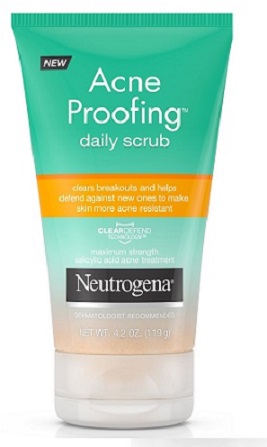 NEW
Acne
Proofing™
daily scrub
clears breakouts and helps
defend against new ones to make
skin more acne resistant
CLEARDEFEND
TECHNOLOGY™
maximum strength
salicylic acid acne treatment
Neutrogena®
DERMATOLOGIST RECOMMENDED
NET WT. 4.2 OZ. (119 g)